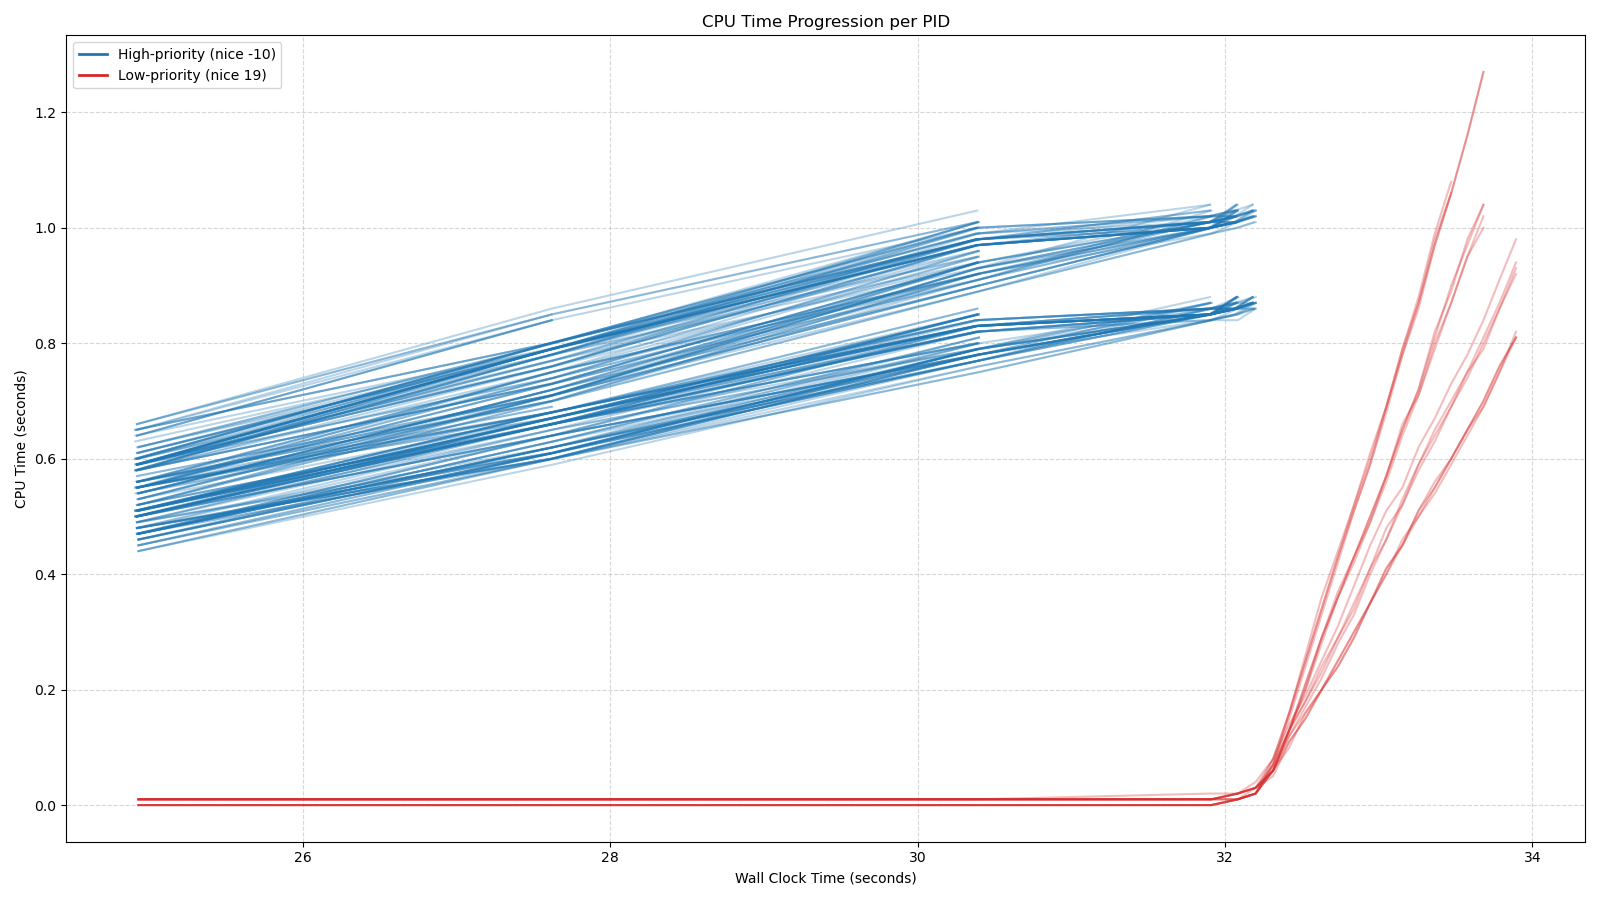 CPU Time Progression per PID
High-priority (nice -10)
Low-priority (nice 19)
CPU Time (seconds)
1.2
1.0
0.8
0.6
0.4
0.2
0.0
26
28
30
32
34
Wall Clock Time (seconds)